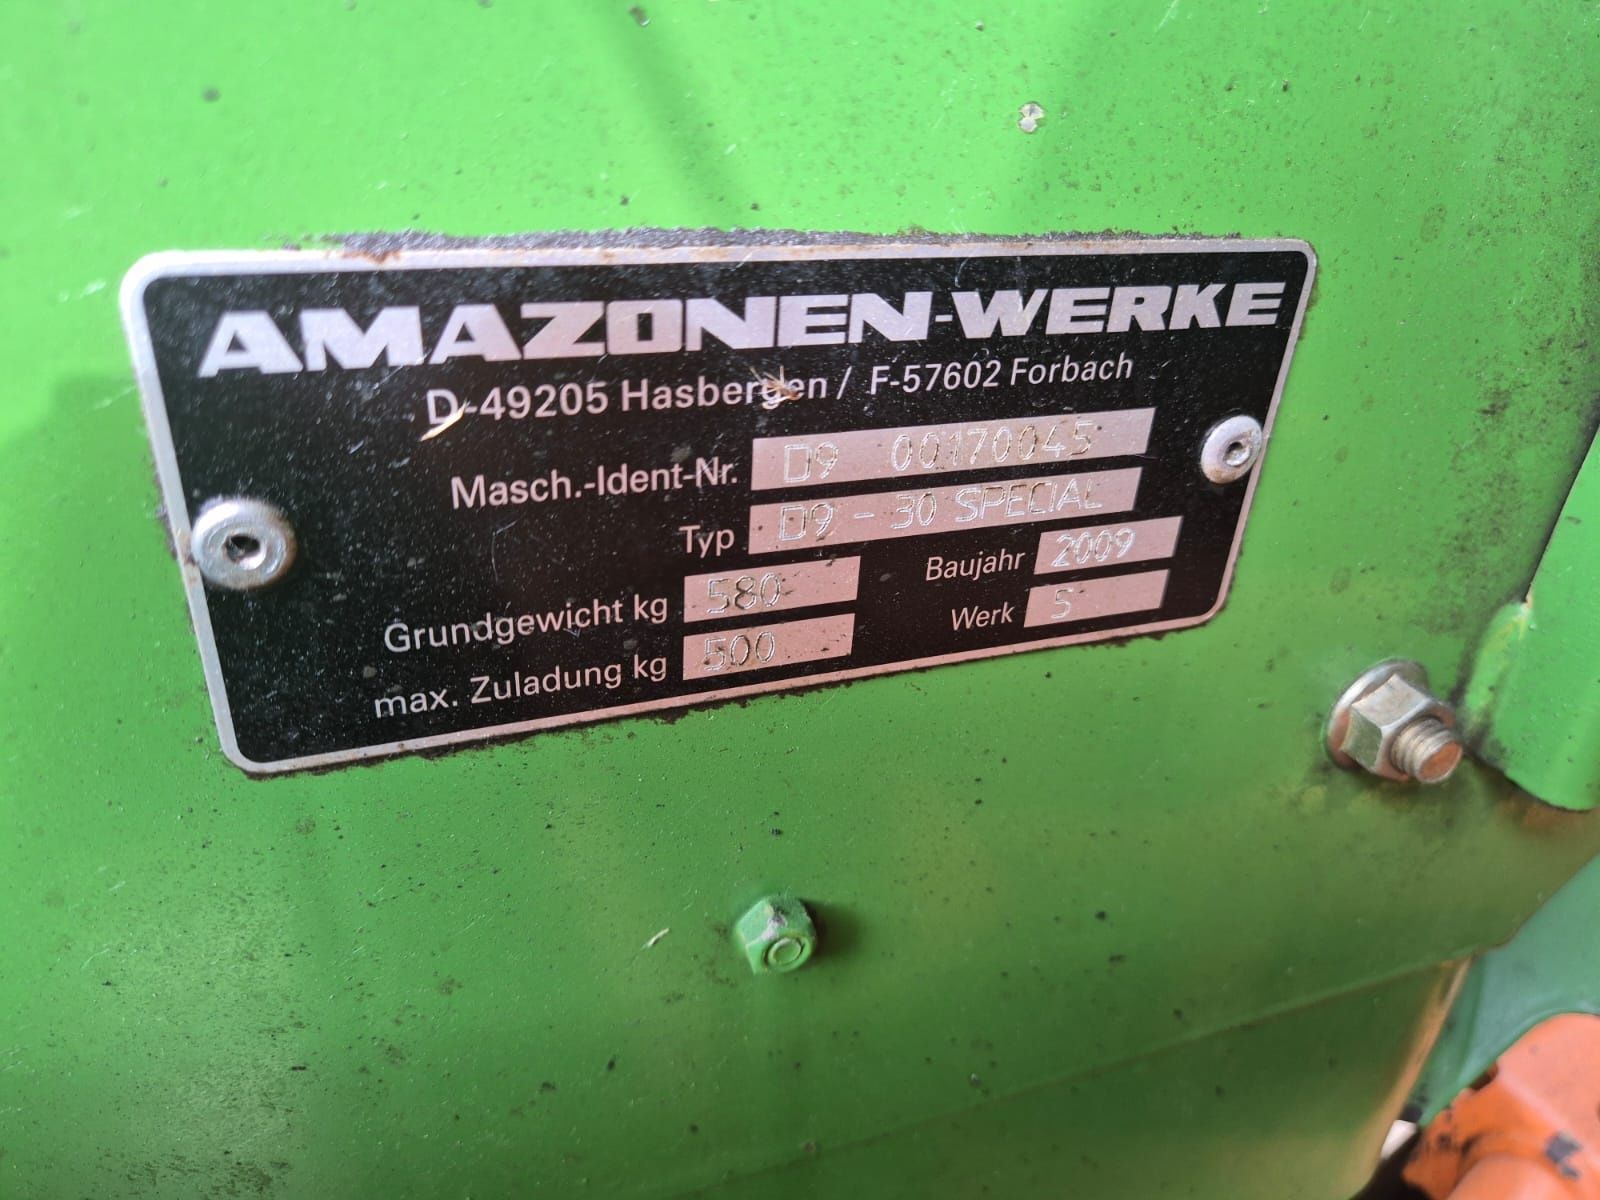 AMAZONEN-WERKE
D-49205 Hasbergen / F-57602 Forbach
Masch.-Ident-Nr. D9 00170045
Typ D9 - 30 SPECIAL
Grundgewicht kg 580 Baujahr 2009
max. Zuladung kg 500 Werk 5